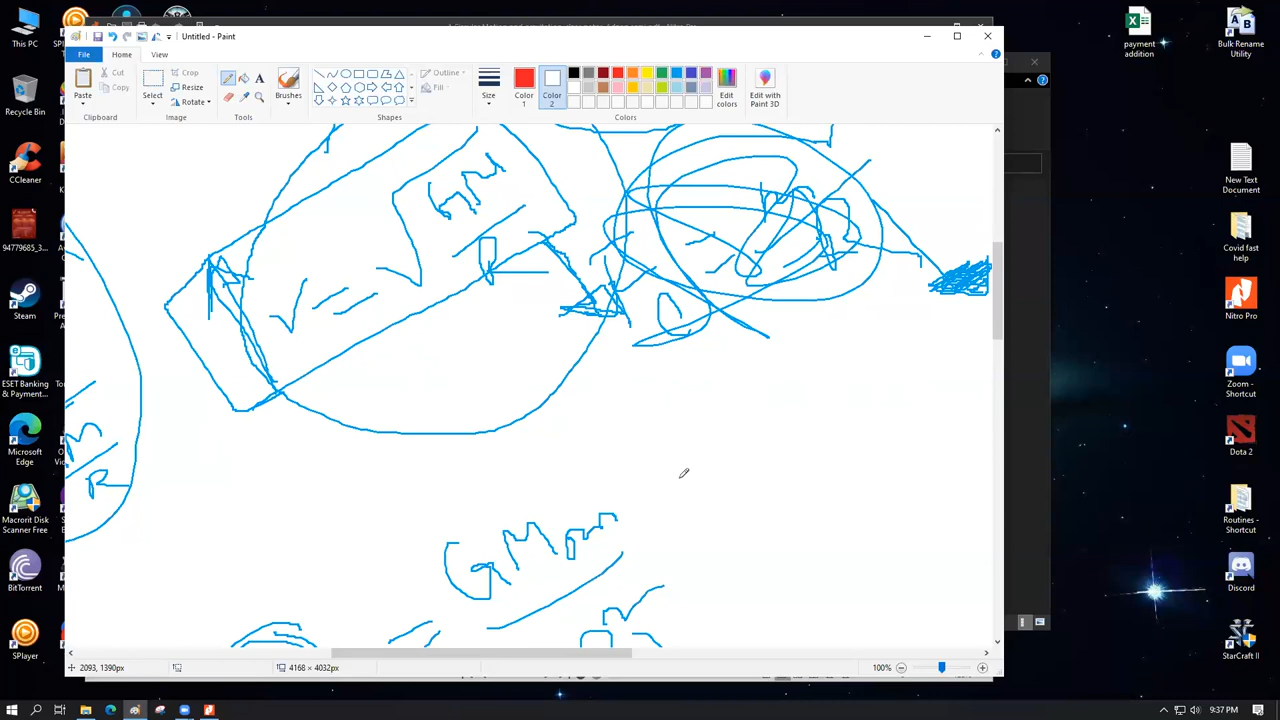 This PC
Recycle Bin
CCleaner
94779685_3...
Steam
ESET Banking
& Payment...
Microsoft
Edge
Macrorit Disk
Scanner Free
BitTorrent
SPlayer
Untitled - Paint
File
Home
View
Paste
Cut
Copy
Clipboard
Select
Crop
Resize
Rotate
Image
A
Tools
Brushes
Shapes
Outline
Fill
Size
Color
1
Color
2
Edit
colors
Edit with
Paint 3D
Colors
GM
V =
GMm
R
2093, 1390px
4168 × 4032px
100%
payment
addition
Bulk Rename
Utility
New Text
Document
Covid fast
help
Nitro Pro
Zoom -
Shortcut
Dota 2
Routines -
Shortcut
Discord
StarCraft II
9:37 PM